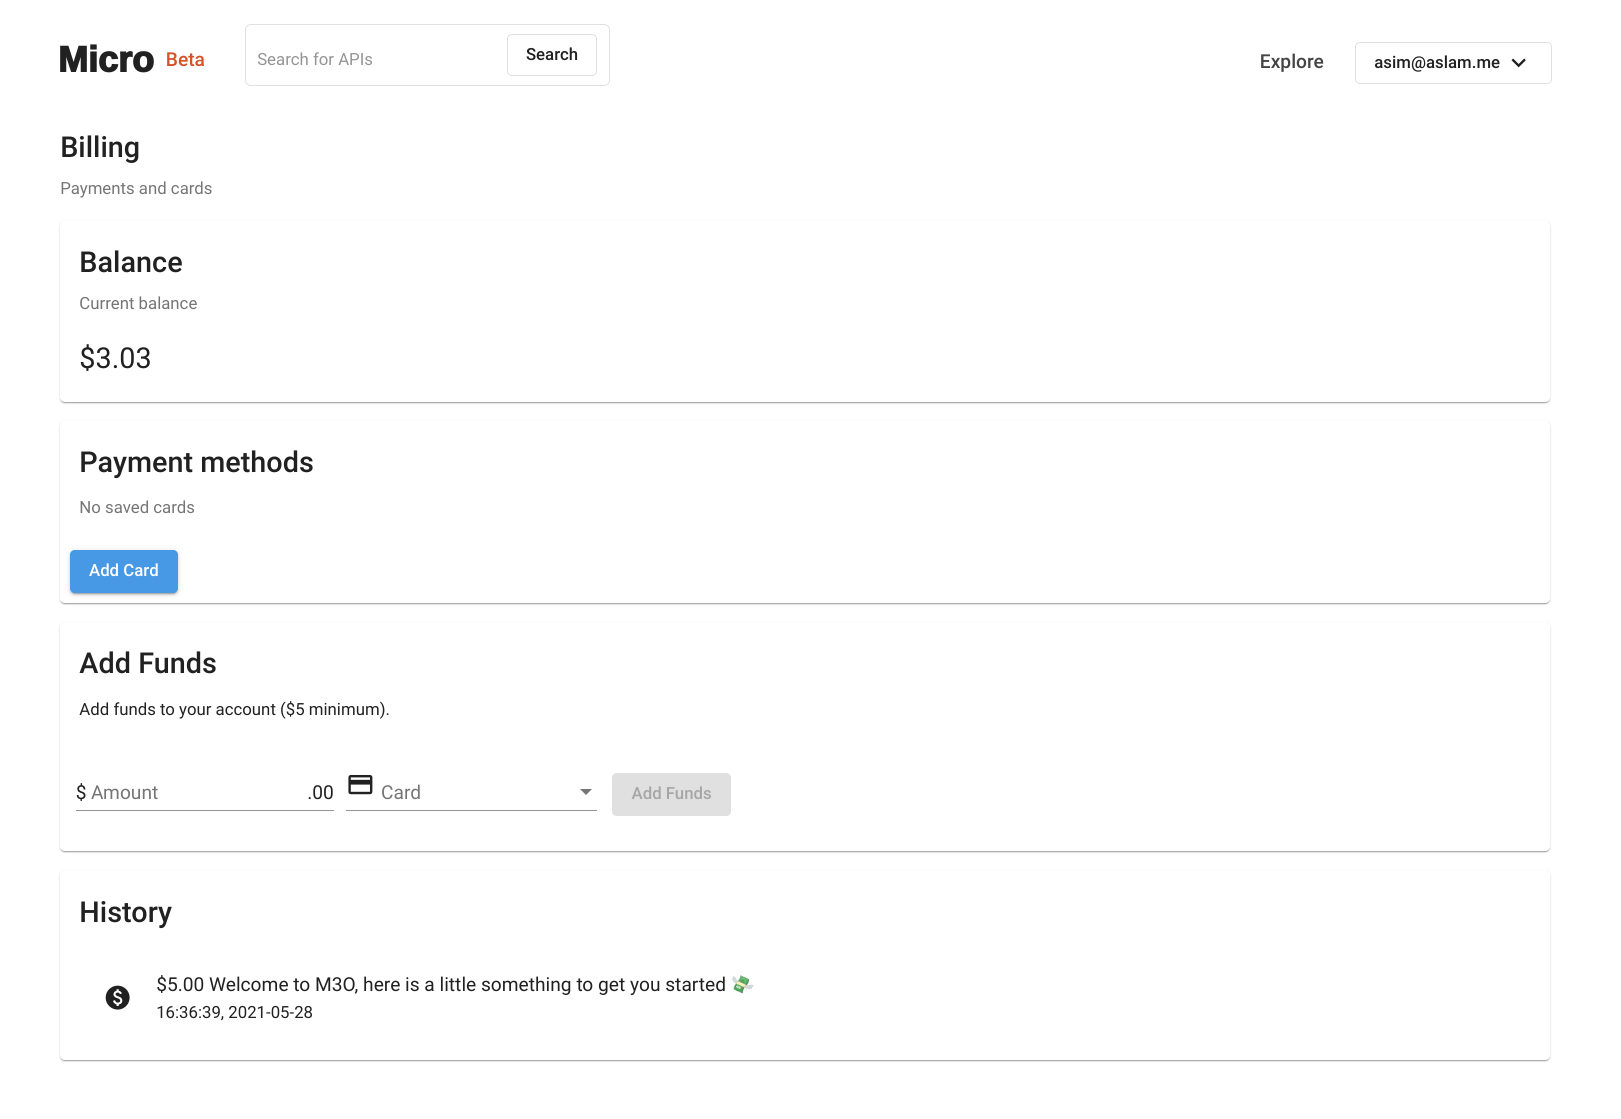 Micro Beta
Search for APIs
Search
Explore
asim@aslam.me
Billing
Payments and cards
Balance
Current balance
$3.03
Payment methods
No saved cards
Add Card
Add Funds
Add funds to your account ($5 minimum).
$ Amount .00
Card
Add Funds
History
$5.00 Welcome to M3O, here is a little something to get you started 💸
16:36:39, 2021-05-28